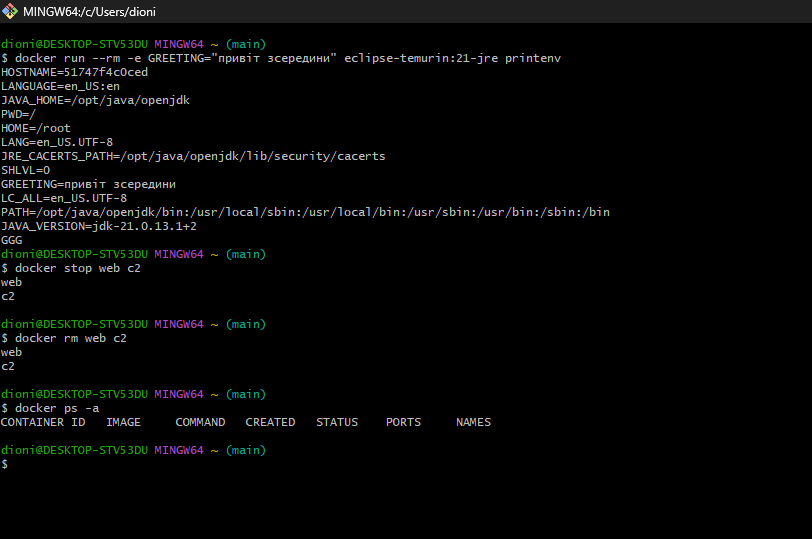 MINGW64:/c/Users/dioni
dioni@DESKTOP-STV53DU MINGW64 ~ (main)
$ docker run --rm -e GREETING="привіт зсередини" eclipse-temurin:21-jre printenv
HOSTNAME=51747f4c0ced
LANGUAGE=en_US:en
JAVA_HOME=/opt/java/openjdk
PWD=/
HOME=/root
LANG=en_US.UTF-8
JRE_CACERTS_PATH=/opt/java/openjdk/lib/security/cacerts
SHLVL=0
GREETING=привіт зсередини
LC_ALL=en_US.UTF-8
PATH=/opt/java/openjdk/bin:/usr/local/sbin:/usr/local/bin:/usr/sbin:/usr/bin:/sbin:/bin
JAVA_VERSION=jdk-21.0.13.1+2
GGG
dioni@DESKTOP-STV53DU MINGW64 ~ (main)
$ docker stop web c2
web
c2
dioni@DESKTOP-STV53DU MINGW64 ~ (main)
$ docker rm web c2
web
c2
dioni@DESKTOP-STV53DU MINGW64 ~ (main)
$ docker ps -a
CONTAINER ID   IMAGE     COMMAND   CREATED   STATUS    PORTS     NAMES
dioni@DESKTOP-STV53DU MINGW64 ~ (main)
$